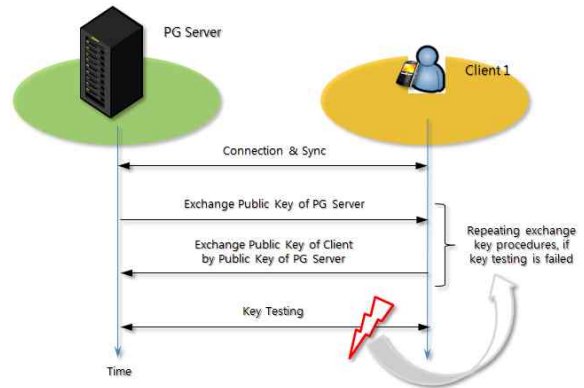 PG Server
Client 1
Connection & Sync
Exchange Public Key of PG Server
Exchange Public Key of Client
by Public Key of PG Server
Repeating exchange
key procedures, if
key testing is failed
Key Testing
Time